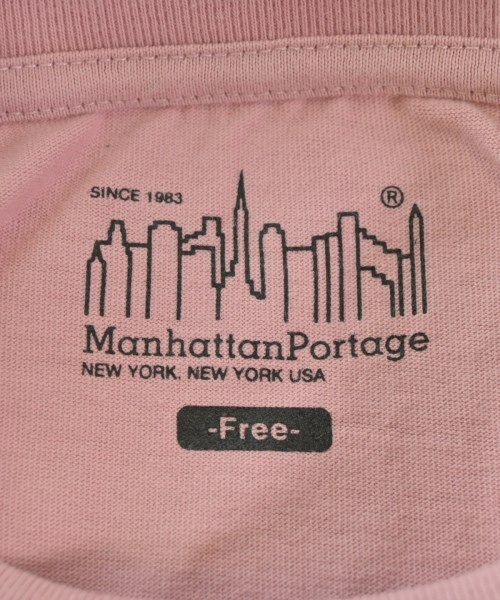 SINCE 1983
®
ManhattanPortage
NEW YORK. NEW YORK USA
-Free-